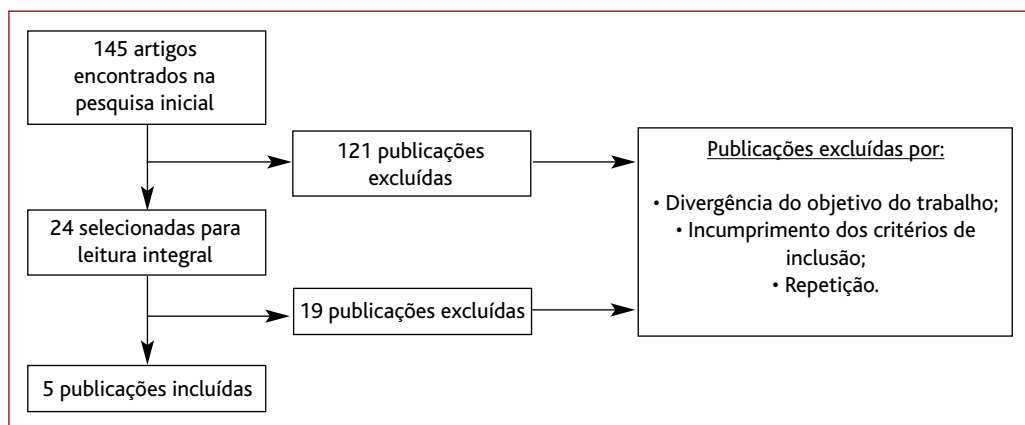 145 artigos
encontrados na
pesquisa inicial
121 publicações
excluídas
Publicações excluídas por:
• Divergência do objetivo do trabalho;
• Incumprimento dos critérios de
inclusão;
• Repetição.
24 selecionadas para
leitura integral
19 publicações excluídas
5 publicações incluídas